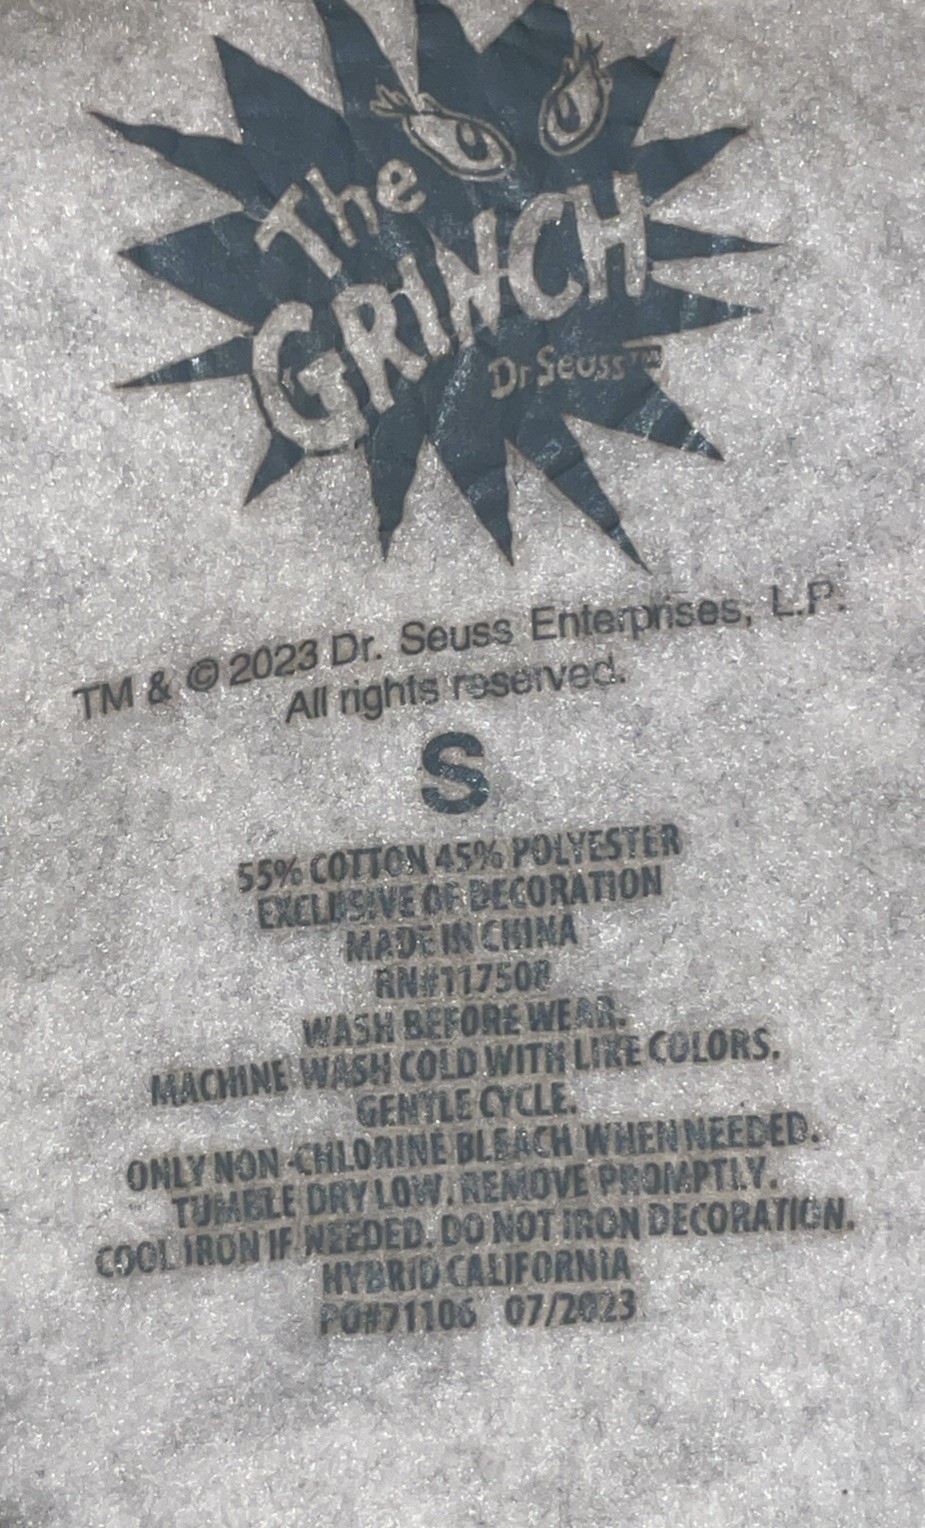 The
GRINCH
Dr Seuss™
TM & © 2023 Dr. Seuss Enterprises, L.P.
All rights reserved.
S
55% COTTON 45% POLYESTER
EXCLUSIVE OF DECORATION
MADE IN CHINA
RN#117508
WASH BEFORE WEAR.
MACHINE WASH COLD WITH LIKE COLORS.
GENTLE CYCLE.
ONLY NON-CHLORINE BLEACH WHEN NEEDED.
TUMBLE DRY LOW. REMOVE PROMPTLY.
COOL IRON IF NEEDED. DO NOT IRON DECORATION.
HYBRID CALIFORNIA
PO#71106 07/2023